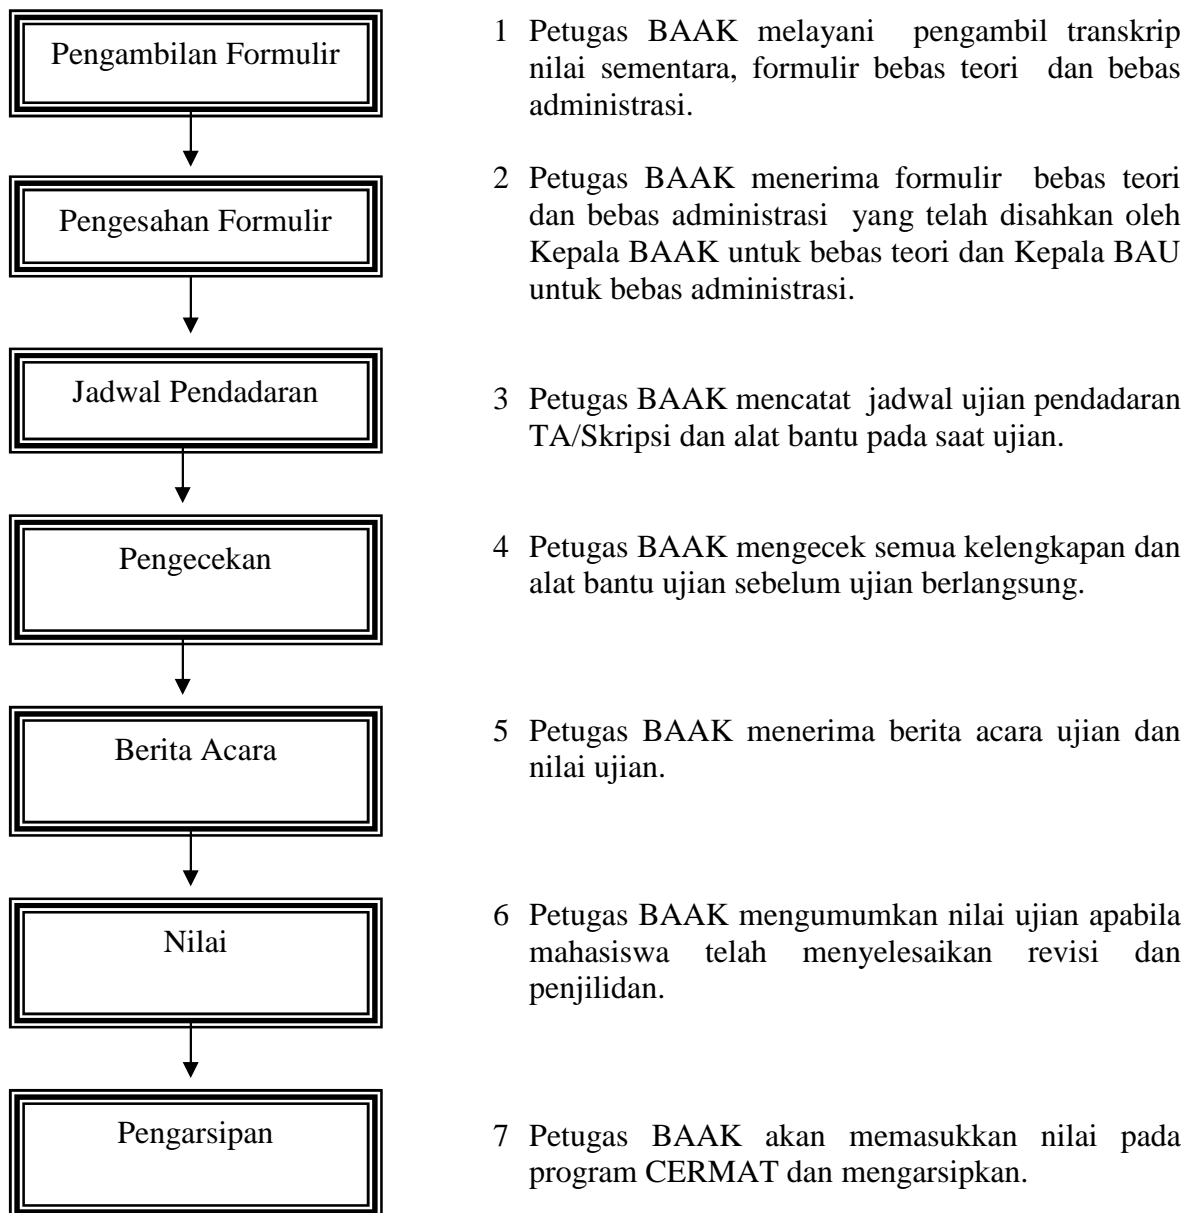 Pengambilan Formulir
1 Petugas BAAK melayani pengambil transkrip
nilai sementara, formulir bebas teori dan bebas
administrasi.
Pengesahan Formulir
2 Petugas BAAK menerima formulir bebas teori
dan bebas administrasi yang telah disahkan oleh
Kepala BAAK untuk bebas teori dan Kepala BAU
untuk bebas administrasi.
Jadwal Pendadaran
3 Petugas BAAK mencatat jadwal ujian pendadaran
TA/Skripsi dan alat bantu pada saat ujian.
Pengecekan
4 Petugas BAAK mengecek semua kelengkapan dan
alat bantu ujian sebelum ujian berlangsung.
Berita Acara
5 Petugas BAAK menerima berita acara ujian dan
nilai ujian.
Nilai
6 Petugas BAAK mengumumkan nilai ujian apabila
mahasiswa telah menyelesaikan revisi dan
penjilidan.
Pengarsipan
7 Petugas BAAK akan memasukkan nilai pada
program CERMAT dan mengarsipkan.